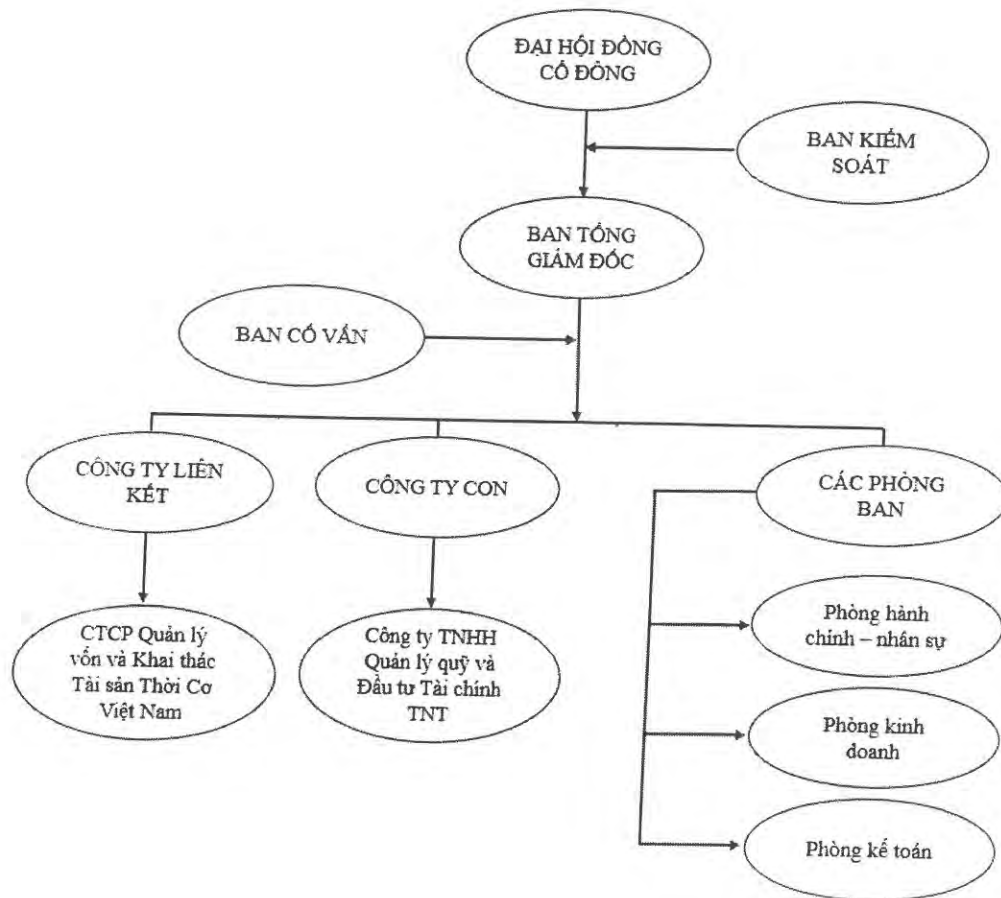 ĐẠI HỘI ĐỒNG
CỔ ĐÔNG
BAN KIỂM
SOÁT
BAN TỔNG
GIÁM ĐỐC
BAN CỐ VẤN
CÔNG TY LIÊN
KẾT
CÔNG TY CON
CÁC PHÒNG
BAN
CTCP Quản lý
vốn và Khai thác
Tài sản Thời Cơ
Việt Nam
Công ty TNHH
Quản lý quỹ và
Đầu tư Tài chính
TNT
Phòng hành
chính – nhân sự
Phòng kinh
doanh
Phòng kế toán